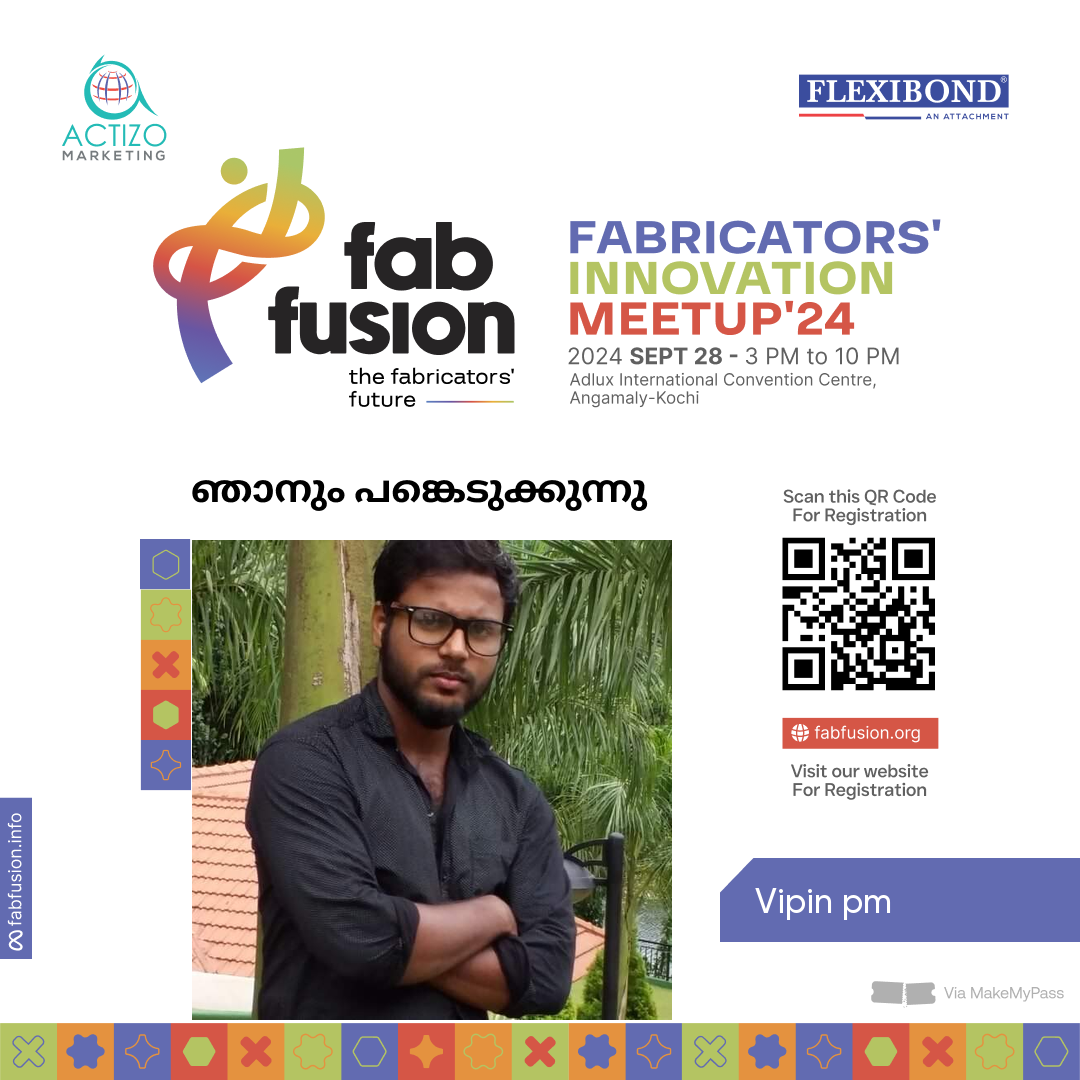 ACTIZO
MARKETING
FLEXIBOND®
AN ATTACHMENT
fab
fusion
the fabricators'
future
FABRICATORS'
INNOVATION
MEETUP'24
2024 SEPT 28 - 3 PM to 10 PM
Adlux International Convention Centre,
Angamaly-Kochi
ഞാനും പങ്കെടുക്കുന്നു
Scan this QR Code
For Registration
fabfusion.org
Visit our website
For Registration
fabfusion.info
Vipin pm
Via MakeMyPass